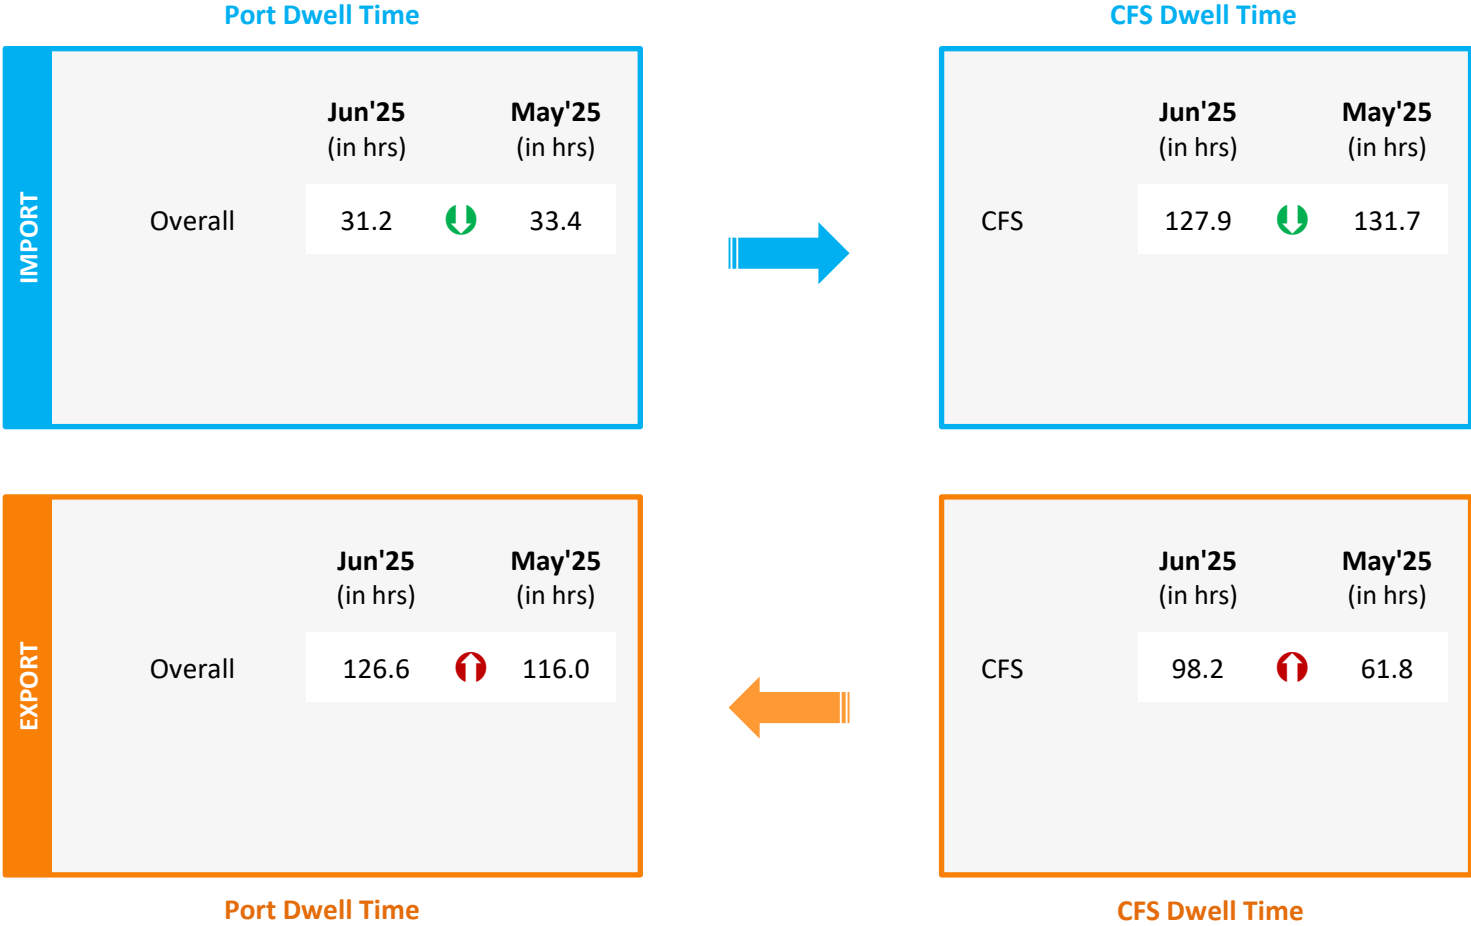 Port Dwell Time
CFS Dwell Time
IMPORT
Jun'25 May'25
(in hrs) (in hrs)
Overall 31.2 33.4
Jun'25 May'25
(in hrs) (in hrs)
CFS 127.9 131.7
EXPORT
Jun'25 May'25
(in hrs) (in hrs)
Overall 126.6 116.0
Jun'25 May'25
(in hrs) (in hrs)
CFS 98.2 61.8
Port Dwell Time
CFS Dwell Time